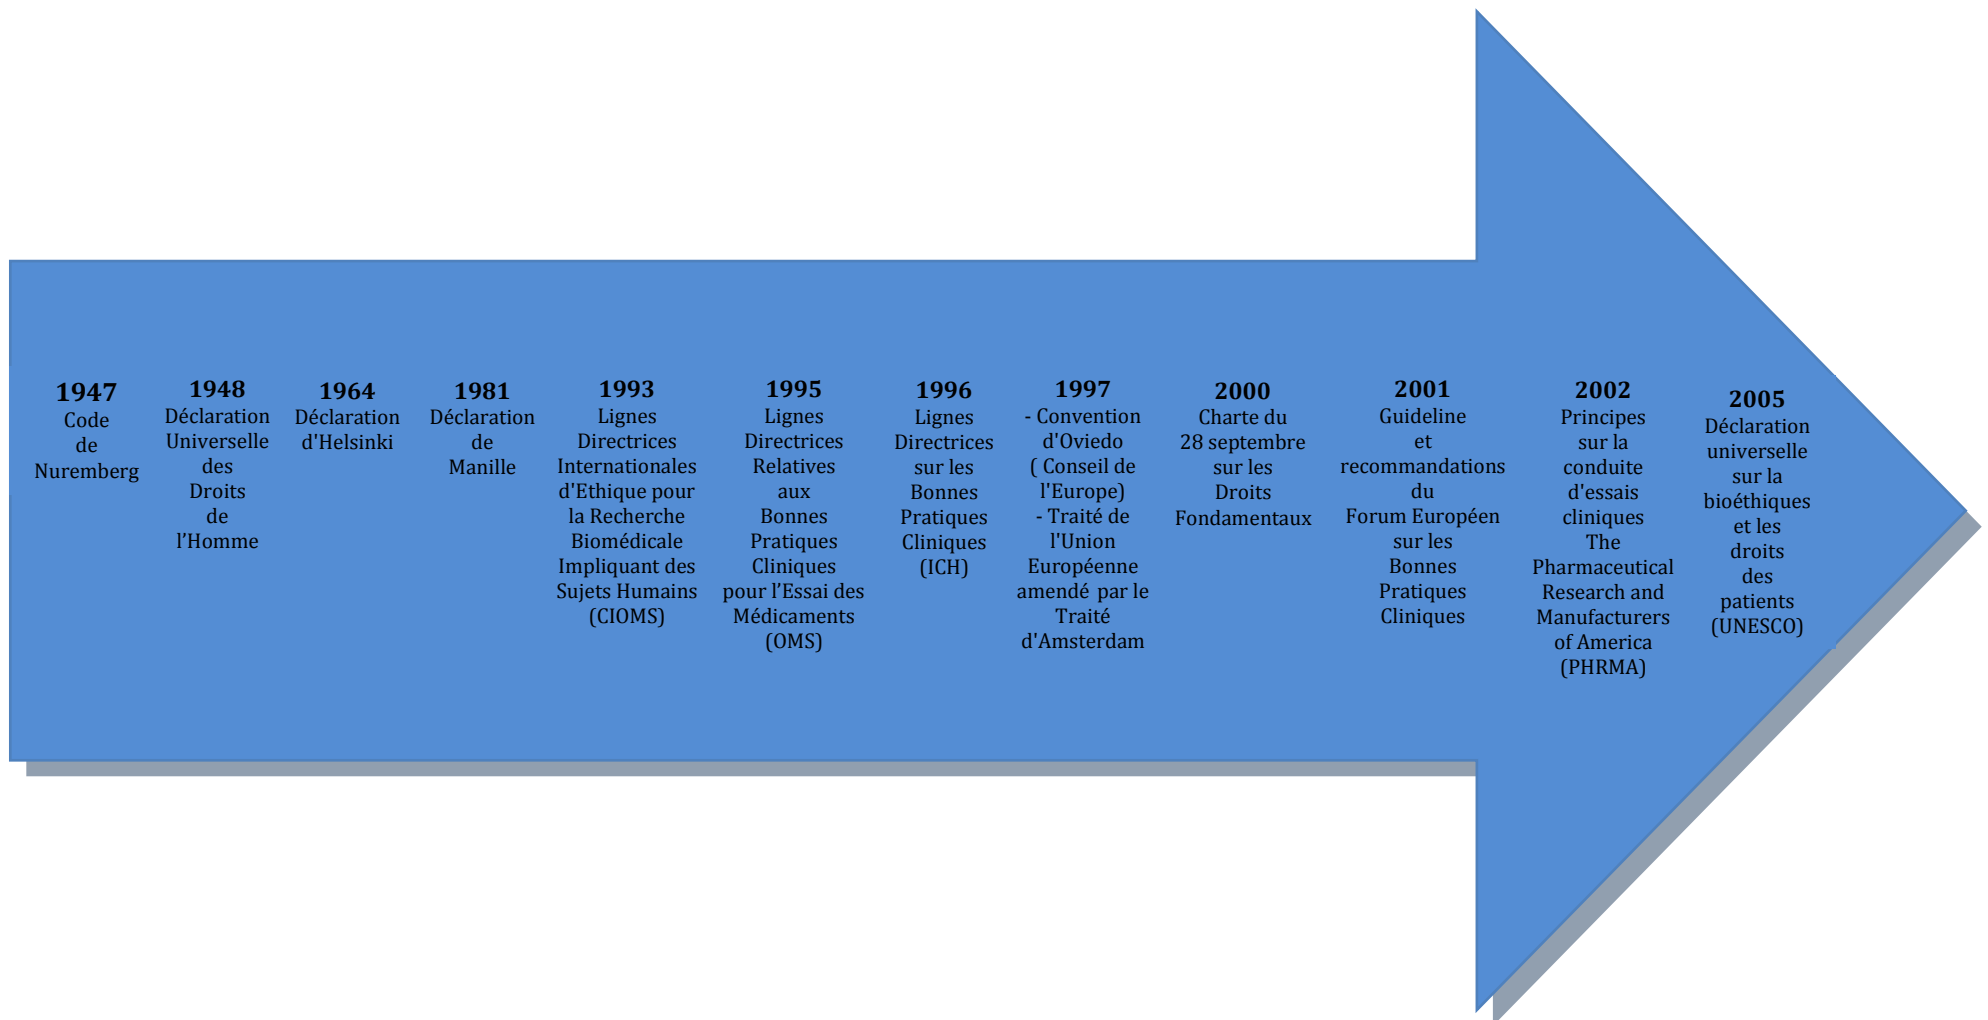 1947
Code
de
Nuremberg
1948
Déclaration
Universelle
des
Droits
de
l’Homme
1964
Déclaration
d'Helsinki
1981
Déclaration
de
Manille
1993
Lignes
Directrices
Internationales
d'Ethique pour
la Recherche
Biomédicale
Impliquant des
Sujets Humains
(CIOMS)
1995
Lignes
Directrices
Relatives
aux
Bonnes
Pratiques
Cliniques
pour l’Essai des
Médicaments
(OMS)
1996
Lignes
Directrices
sur les
Bonnes
Pratiques
Cliniques
(ICH)
1997
- Convention
d'Oviedo
( Conseil de
l'Europe)
- Traité de
l'Union
Européenne
amendé par le
Traité
d'Amsterdam
2000
Charte du
28 septembre
sur les
Droits
Fondamentaux
2001
Guideline
et
recommandations
du
Forum Européen
sur les
Bonnes
Pratiques
Cliniques
2002
Principes
sur la
conduite
d'essais
cliniques
The
Pharmaceutical
Research and
Manufacturers
of America
(PHRMA)
2005
Déclaration
universelle
sur la
bioéthiques
et les
droits
des
patients
(UNESCO)